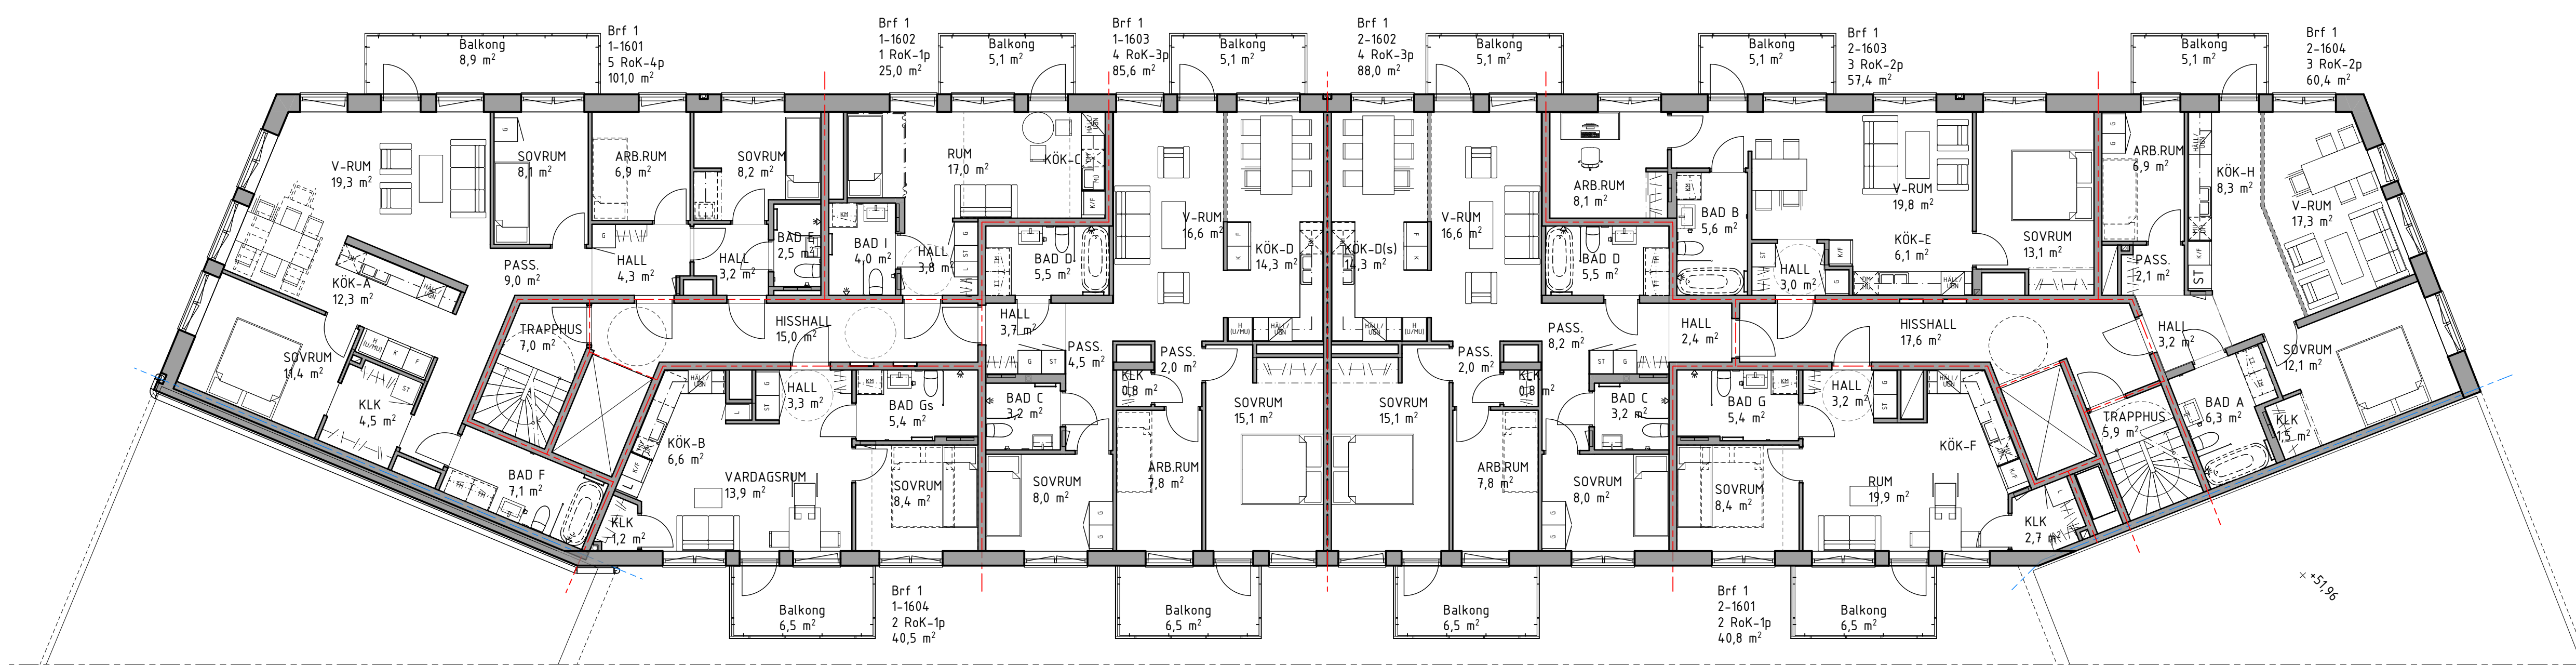 Brf 1
1-1601
5 RoK-4p
101,0 m²
Brf 1
1-1602
1 RoK-1p
25,0 m²
Brf 1
1-1603
4 RoK-3p
85,6 m²
Brf 1
2-1602
4 RoK-3p
88,0 m²
Brf 1
2-1603
3 RoK-2p
57,4 m²
Brf 1
2-1604
3 RoK-2p
60,4 m²
Balkong
8,9 m²
Balkong
5,1 m²
Balkong
5,1 m²
Balkong
5,1 m²
Balkong
5,1 m²
Balkong
5,1 m²
V-RUM
19,3 m²
SOVRUM
8,1 m²
ARB.RUM
6,9 m²
SOVRUM
8,2 m²
RUM
17,0 m²
KÖK-C
V-RUM
16,6 m²
KÖK-D
14,3 m²
KÖK-D(s)
14,3 m²
V-RUM
16,6 m²
ARB.RUM
8,1 m²
BAD B
5,6 m²
V-RUM
19,8 m²
KÖK-E
6,1 m²
SOVRUM
13,1 m²
ARB.RUM
6,9 m²
KÖK-H
8,3 m²
V-RUM
17,3 m²
PASS.
9,0 m²
KÖK-A
12,3 m²
HALL
4,3 m²
HALL
3,2 m²
BAD E
2,5 m²
BAD I
4,0 m²
HALL
3,8 m²
BAD D
5,5 m²
BAD D
5,5 m²
HALL
3,0 m²
PASS.
2,1 m²
ST
TRAPPHUS
7,0 m²
HISSHALL
15,0 m²
HALL
3,7 m²
PASS.
4,5 m²
PASS.
2,0 m²
PASS.
2,0 m²
PASS.
8,2 m²
HALL
2,4 m²
HISSHALL
17,6 m²
HALL
3,2 m²
SOVRUM
12,1 m²
SOVRUM
11,4 m²
KLK
4,5 m²
HALL
3,3 m²
BAD Gs
5,4 m²
BAD C
3,2 m²
KLK
0,8 m²
SOVRUM
15,1 m²
SOVRUM
15,1 m²
KLK
0,8 m²
BAD C
3,2 m²
BAD G
5,4 m²
HALL
3,2 m²
KÖK-F
TRAPPHUS
5,9 m²
BAD A
6,3 m²
KLK
1,5 m²
KÖK-B
6,6 m²
BAD F
7,1 m²
VARDAGSRUM
13,9 m²
SOVRUM
8,4 m²
SOVRUM
8,0 m²
ARB.RUM
7,8 m²
ARB.RUM
7,8 m²
SOVRUM
8,0 m²
SOVRUM
8,4 m²
RUM
19,9 m²
KLK
1,2 m²
KLK
2,7 m²
+51,96
Balkong
6,5 m²
Brf 1
1-1604
2 RoK-1p
40,5 m²
Balkong
6,5 m²
Balkong
6,5 m²
Brf 1
2-1601
2 RoK-1p
40,8 m²
Balkong
6,5 m²